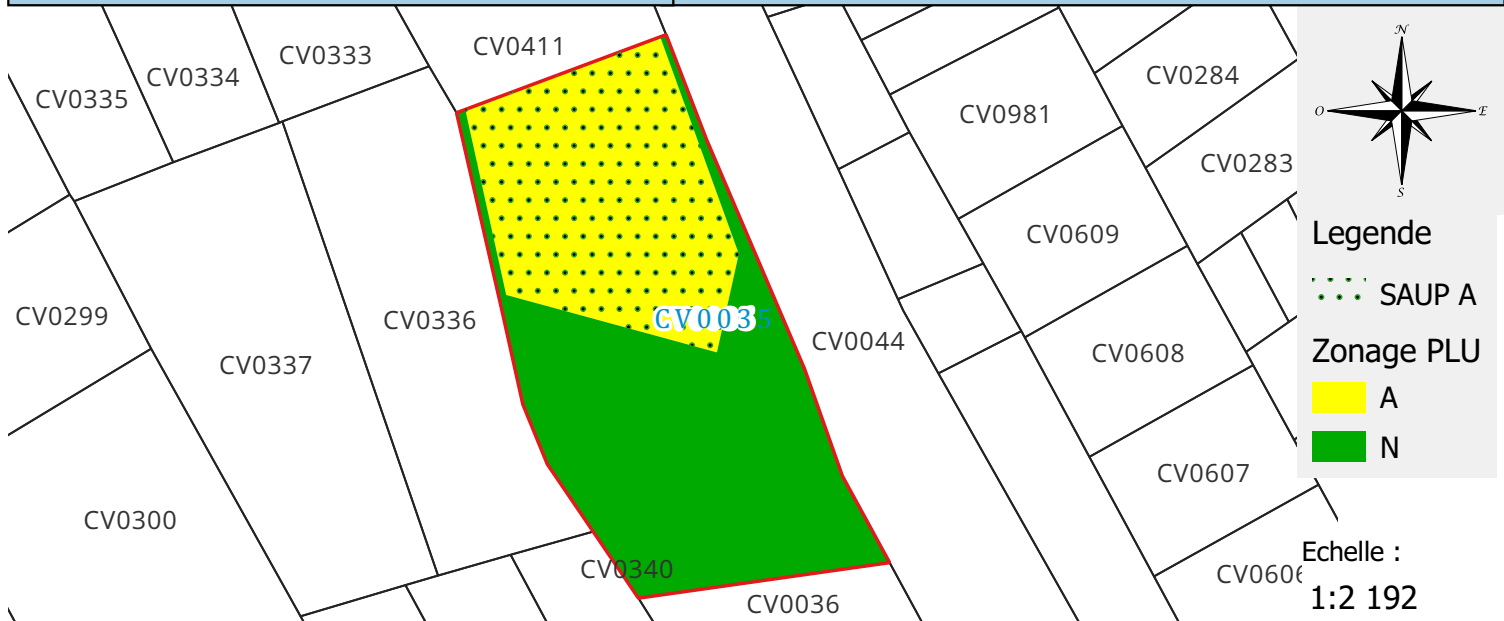 CV0411
CV0333
CV0334
CV0335
CV0284
CV0981
CV0283
CV0609
CV0299
CV0336
CV0337
CV0035
CV0044
CV0608
CV0607
CV0300
CV0340
CV0036
CV0606
N
O
E
S
Legende
SAUP A
Zonage PLU
A
N
Echelle :
1:2 192